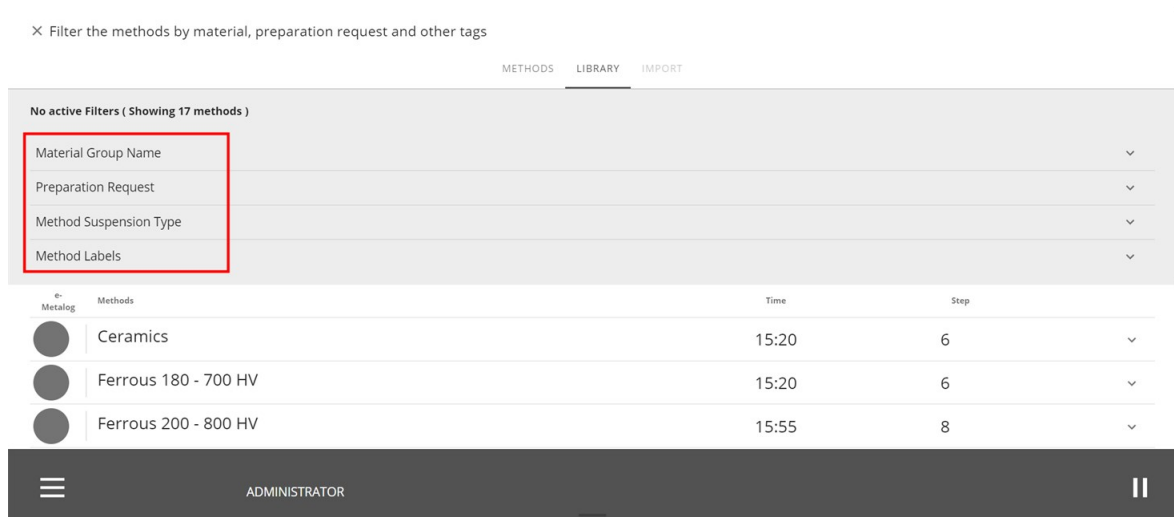 Filter the methods by material, preparation request and other tags
METHODS LIBRARY IMPORT
No active Filters ( Showing 17 methods )
Material Group Name
Preparation Request
Method Suspension Type
Method Labels
e-Metalog Methods Time Step
Ceramics 15:20 6
Ferrous 180 - 700 HV 15:20 6
Ferrous 200 - 800 HV 15:55 8
ADMINISTRATOR